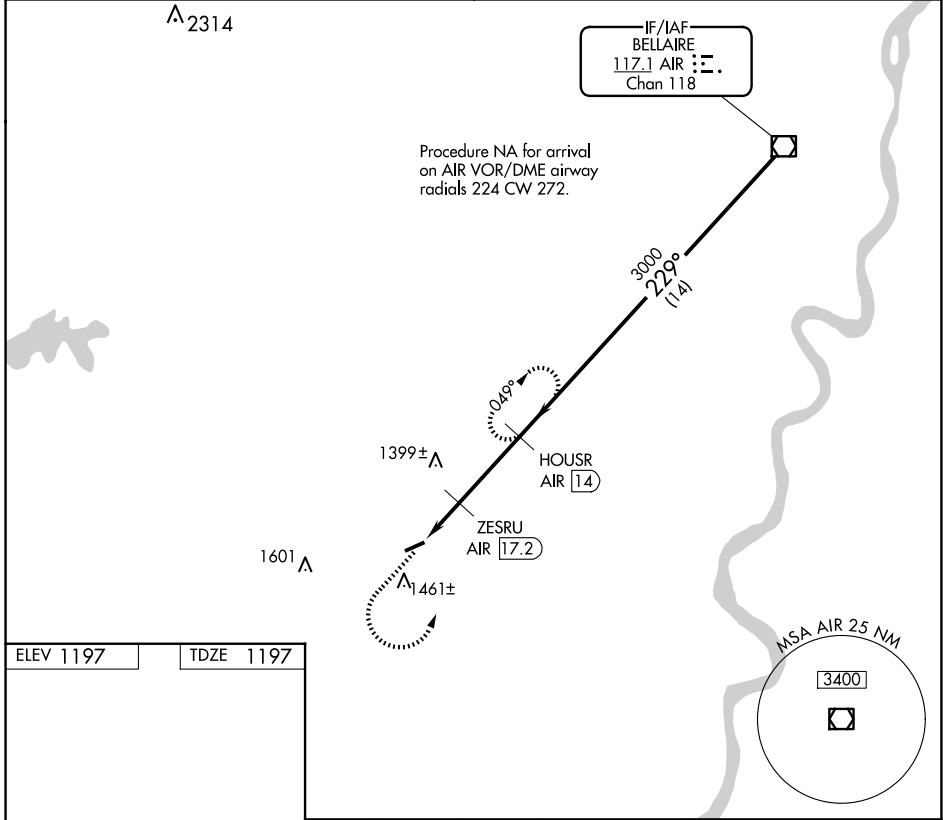 2314
IF/IAF
BELLAIRE
117.1 AIR
Chan 118
Procedure NA for arrival
on AIR VOR/DME airway
radials 224 CW 272.
3000
229°
(14)
049°
1399±
HOUSR
AIR 14
ZESRU
AIR 17.2
1601
1461±
ELEV 1197
TDZE 1197
MSA AIR 25 NM
3400